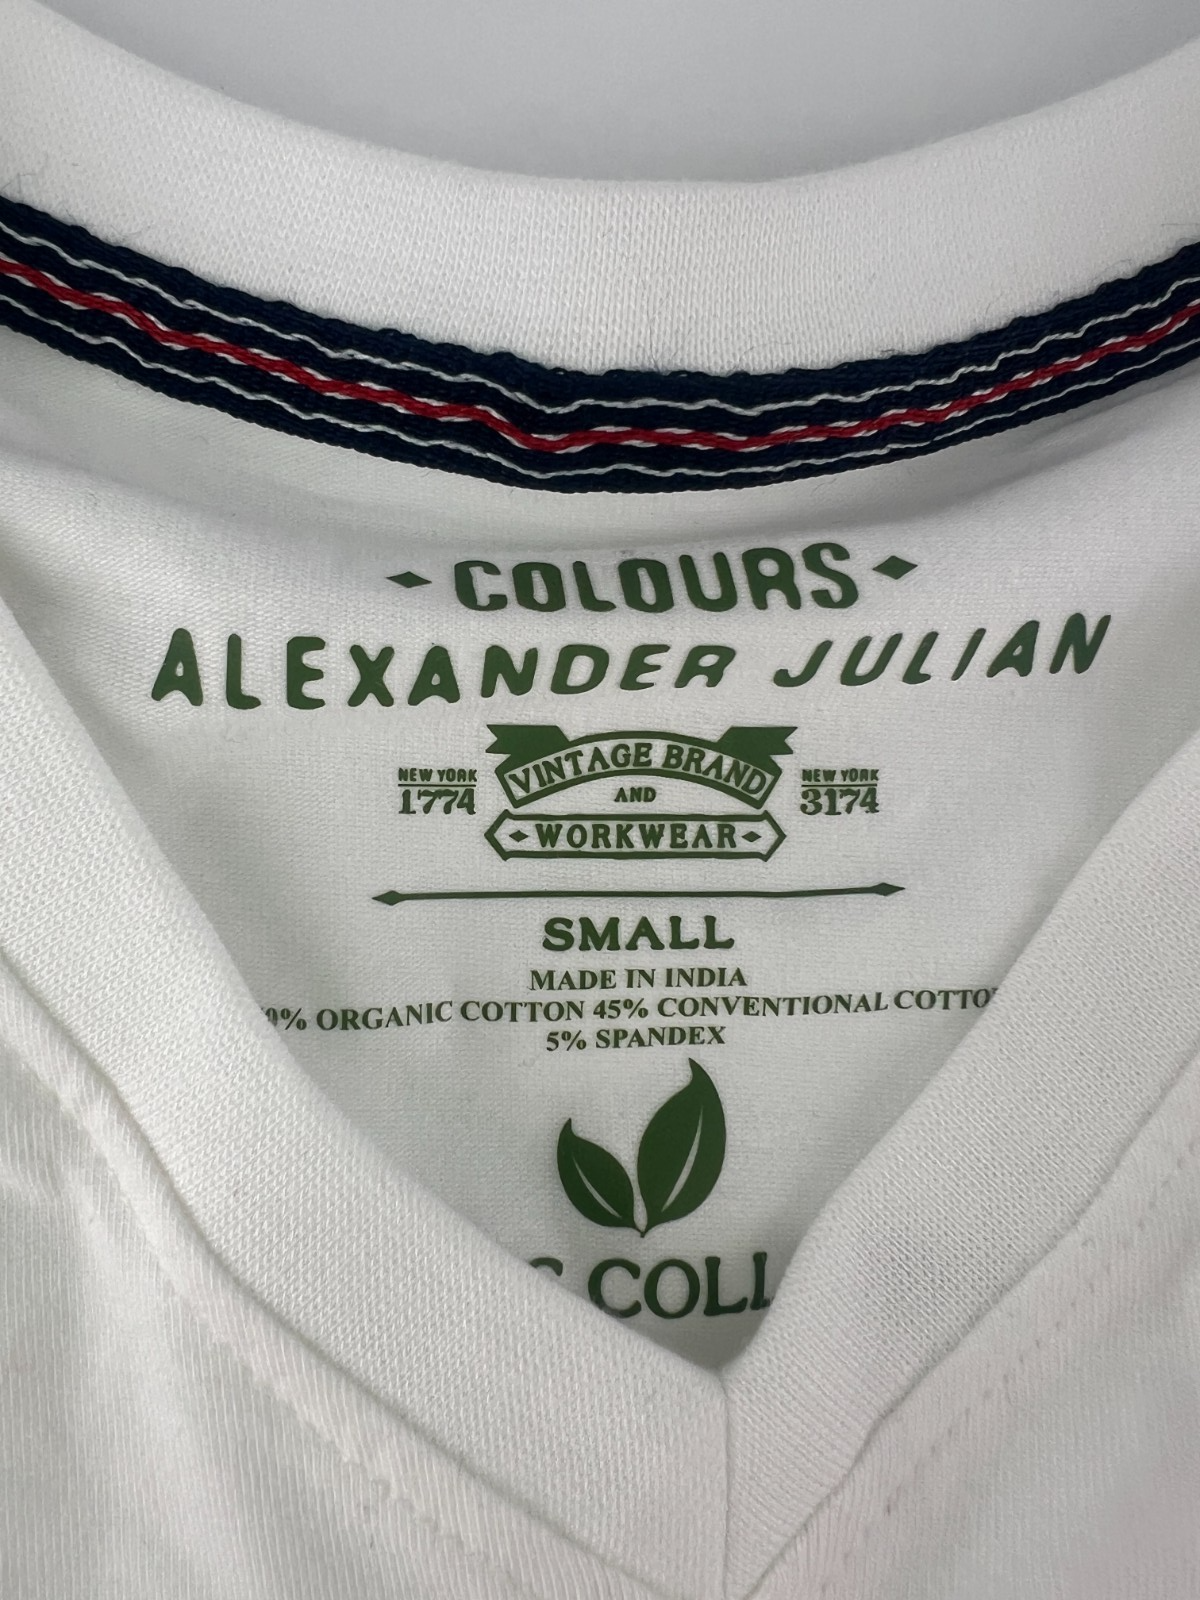 COLOURS
ALEXANDER JULIAN
VINTAGE BRAND
NEW YORK
1774
AND
NEW YORK
3174
WORKWEAR
SMALL
MADE IN INDIA
ORGANIC COTTON 45% CONVENTIONAL
5% SPANDEX